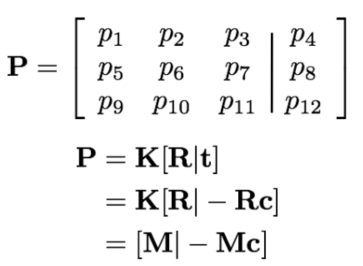 P = [ p₁ p₂ p₃ | p₄
p₅ p₆ p₇ | p₈
p₉ p₁₀ p₁₁ | p₁₂ ]
P = K[R|t]
= K[R| − Rc]
= [M| − Mc]